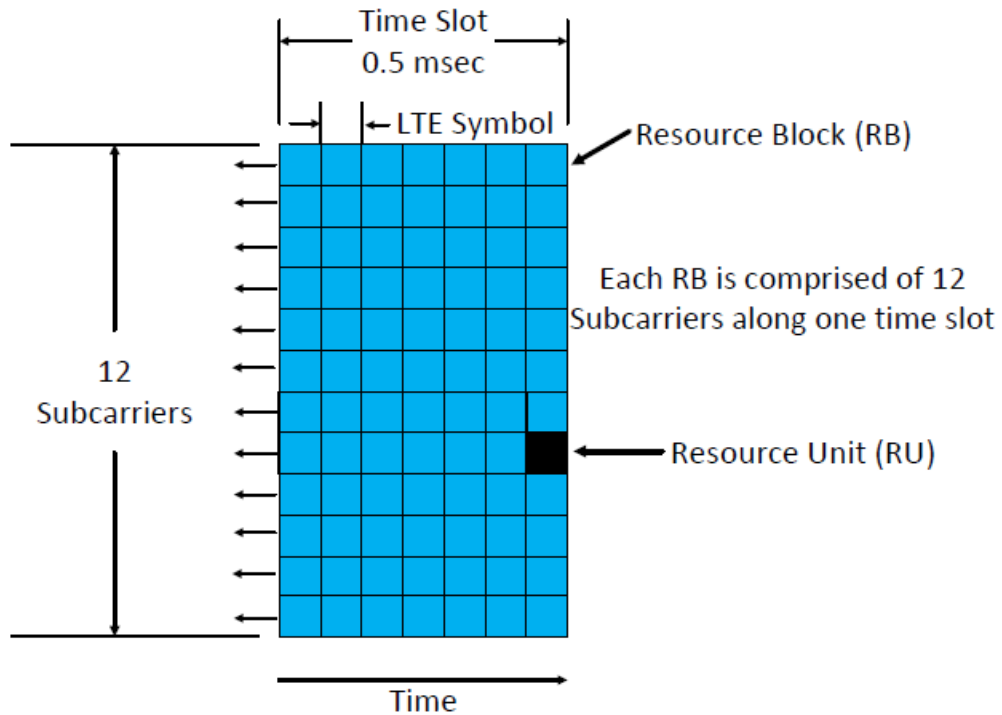 Time Slot
0.5 msec
LTE Symbol
Resource Block (RB)
Each RB is comprised of 12
Subcarriers along one time slot
12
Subcarriers
Resource Unit (RU)
Time